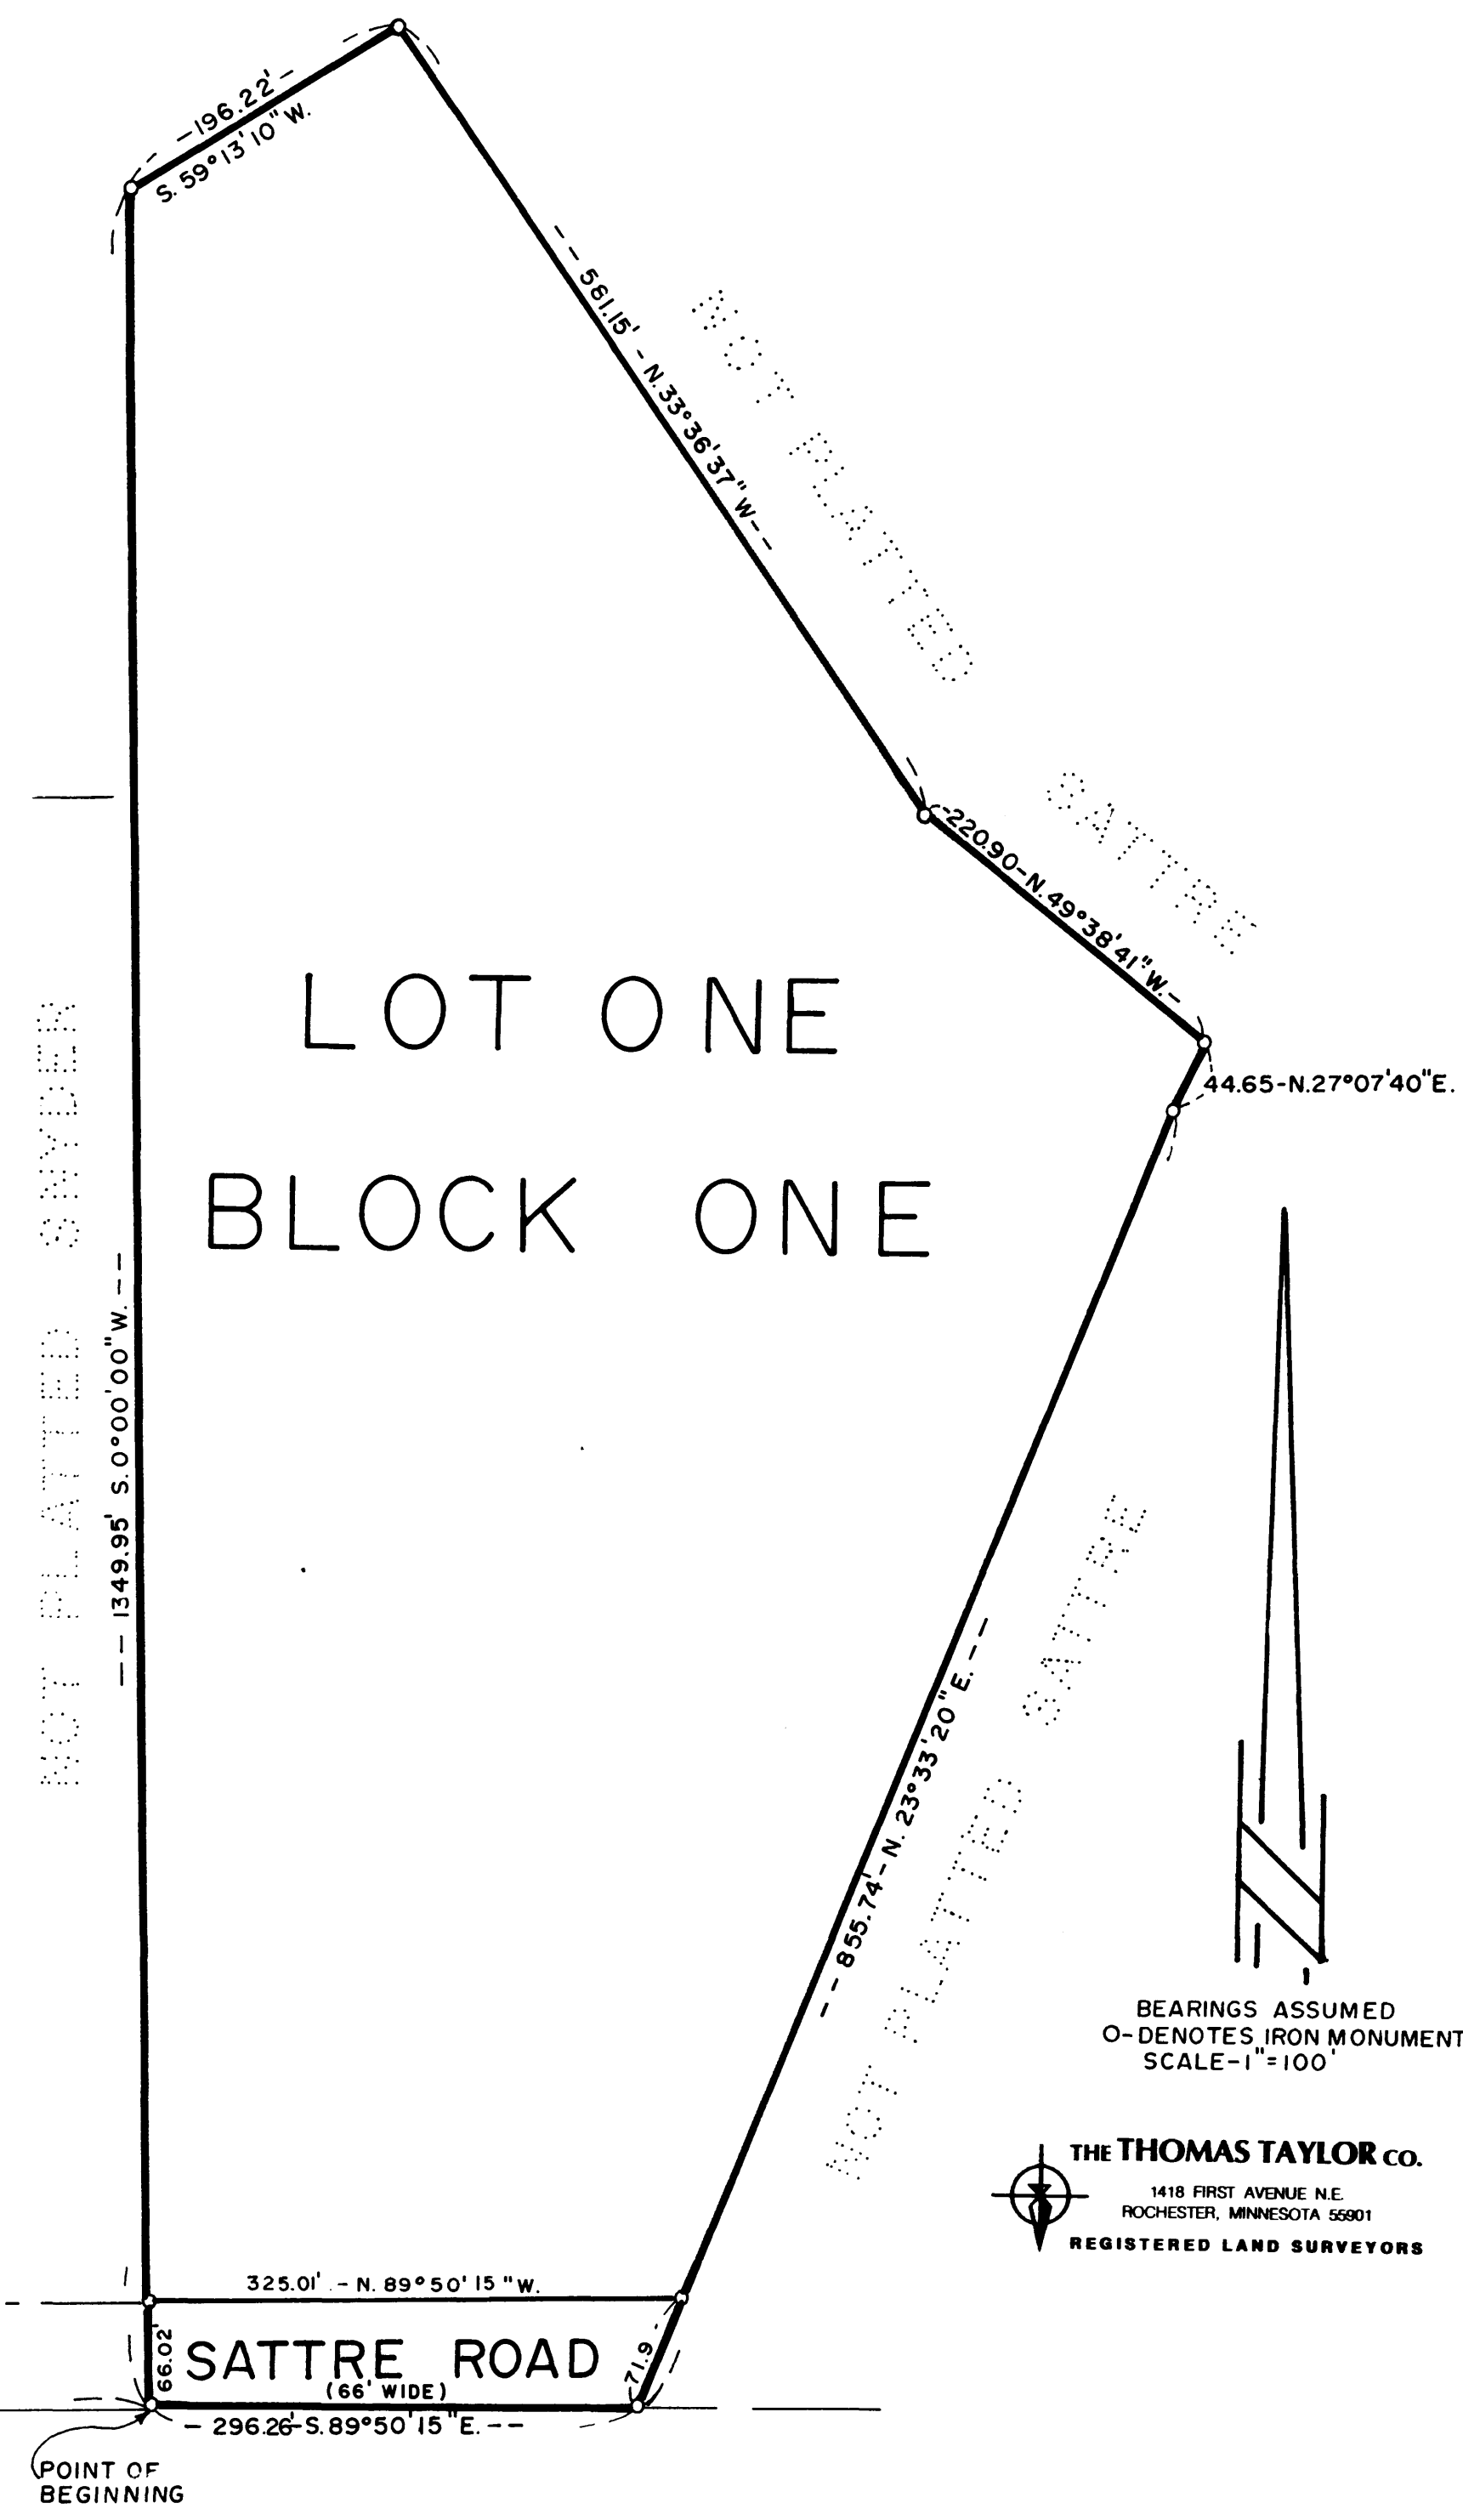 -196.22'-
S. 59°13'10"W.
-- 581.15' - N.33°36'37"W--
NOT PLATTED
SATTRE
-220.90-N.49°38'41"W.-
44.65-N.27°07'40"E.
LOT ONE
BLOCK ONE
NOT PLATTED SNYDER
-- 1349.95' S.0°00'00"W. --
-- 855.74'-N. 23°33'20"E. --
NOT PLATTED SATTRE
N
BEARINGS ASSUMED
O-DENOTES IRON MONUMENT
SCALE-1"=100'
THE THOMAS TAYLOR CO.
1418 FIRST AVENUE N.E.
ROCHESTER, MINNESOTA 55901
REGISTERED LAND SURVEYORS
325.01'.- N. 89°50'15"W.
66.02'
SATTRE ROAD
(66' WIDE)
71.9'
- 296.26'-S.89°50'15"E.--
POINT OF
BEGINNING